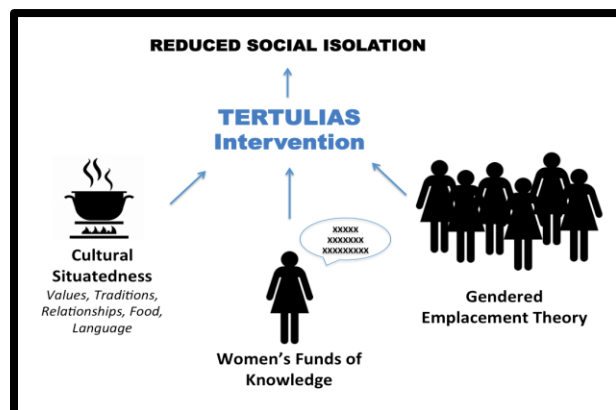 REDUCED SOCIAL ISOLATION
TERTULIAS
Intervention
XXXXX
XXXXXXX
XXXXXXXXX
Cultural
Situatedness
Values, Traditions,
Relationships, Food,
Language
Women's Funds of
Knowledge
Gendered
Emplacement Theory